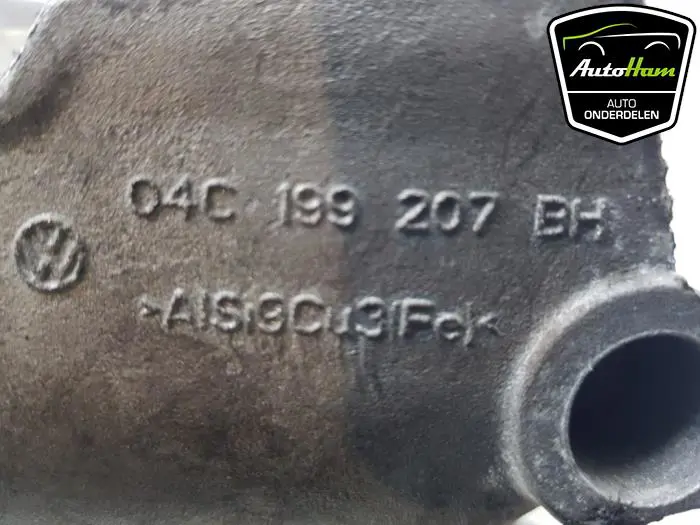 AutoHam
AUTO
ONDERDELEN
04C 199 207 BH
>AlSi9Cu3(Fe)<